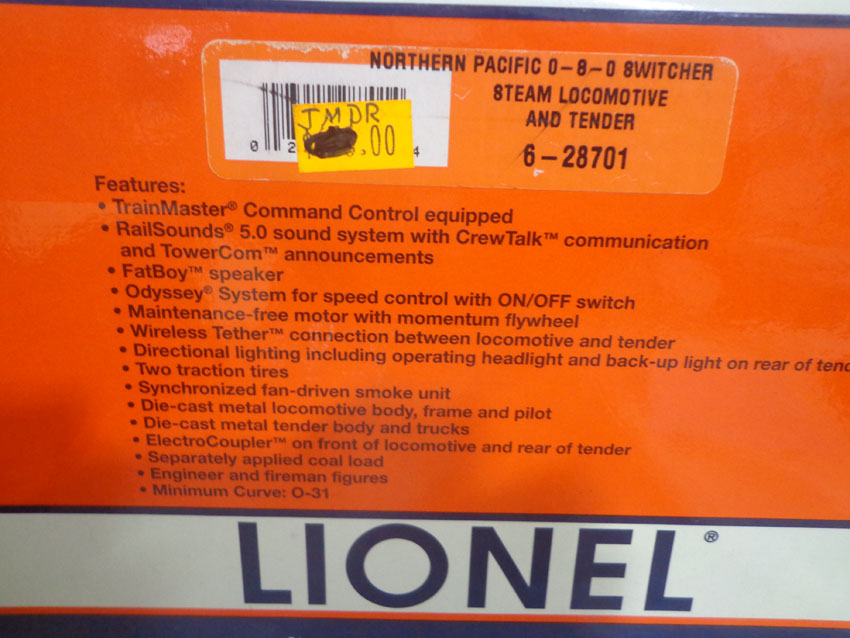 NORTHERN PACIFIC 0-8-0 SWITCHER
STEAM LOCOMOTIVE
AND TENDER
6-28701
JMDR
.00
0 2 4
Features:
• TrainMaster® Command Control equipped
• RailSounds® 5.0 sound system with CrewTalk™ communication
and TowerCom™ announcements
• FatBoy™ speaker
• Odyssey® System for speed control with ON/OFF switch
• Maintenance-free motor with momentum flywheel
• Wireless Tether™ connection between locomotive and tender
• Directional lighting including operating headlight and back-up light on rear of tend
• Two traction tires
• Synchronized fan-driven smoke unit
• Die-cast metal locomotive body, frame and pilot
• Die-cast metal tender body and trucks
• ElectroCoupler™ on front of locomotive and rear of tender
• Separately applied coal load
• Engineer and fireman figures
• Minimum Curve: O-31
LIONEL®